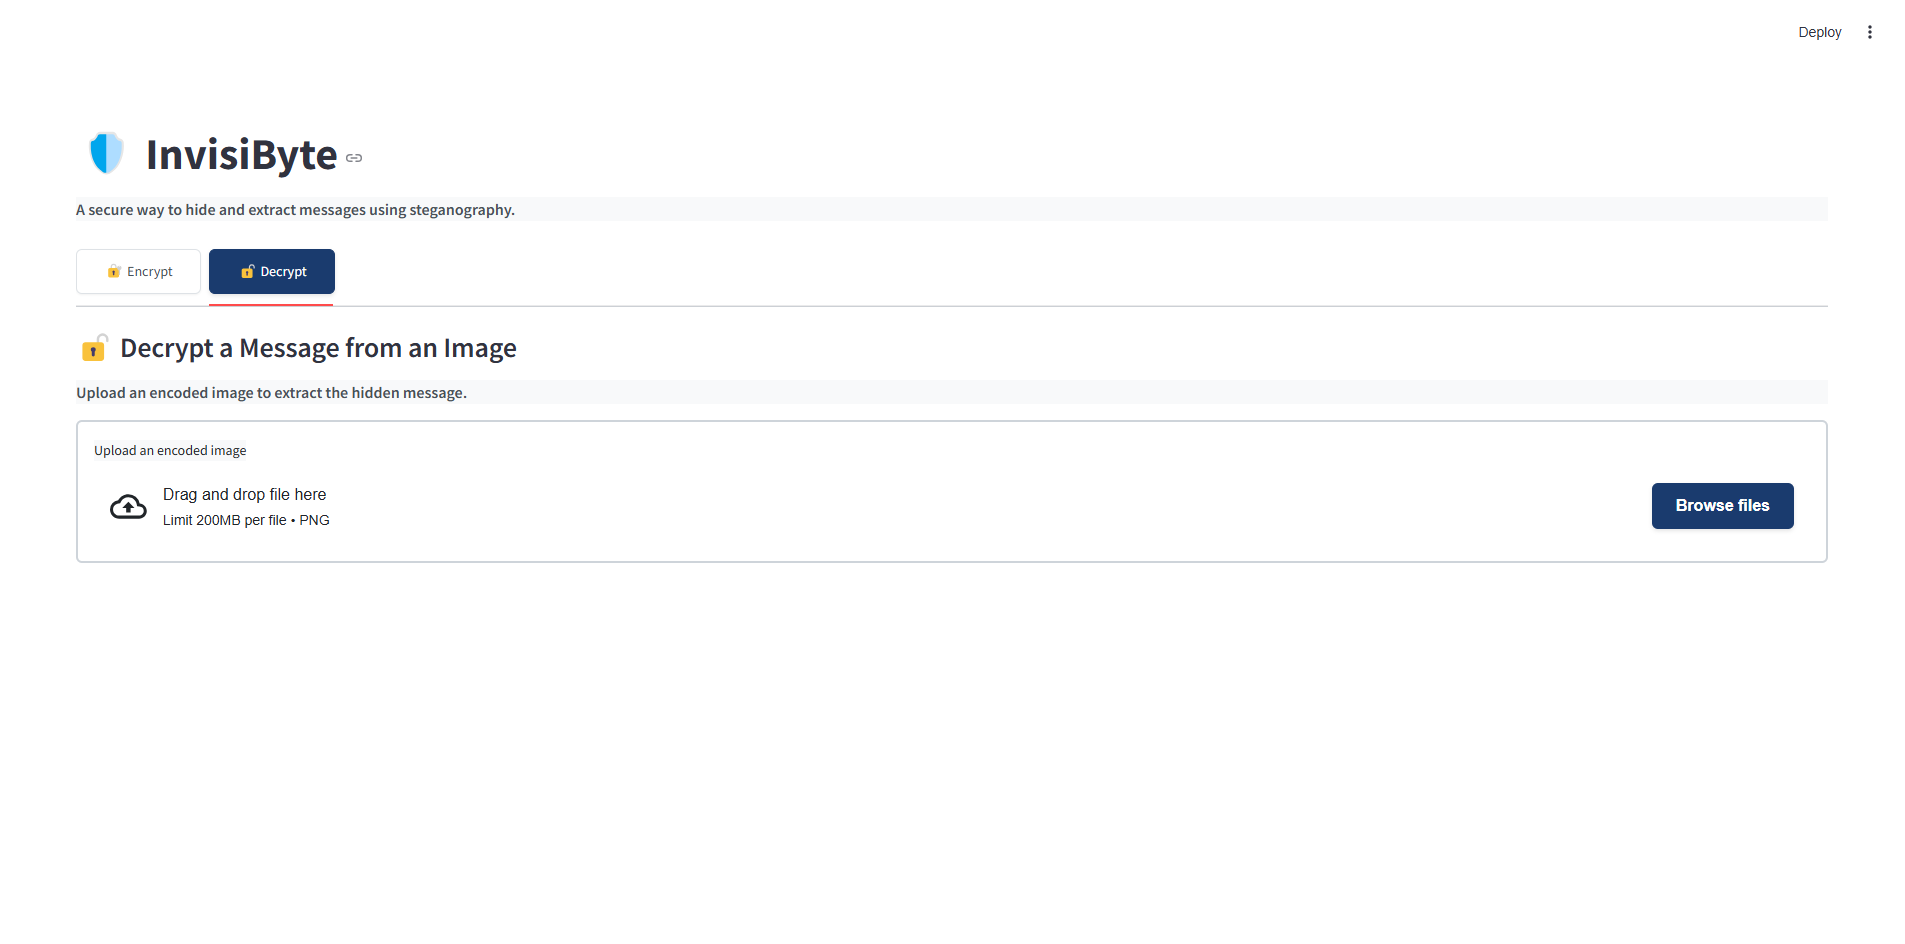 Deploy
InvisiByte
A secure way to hide and extract messages using steganography.
Encrypt
Decrypt
Decrypt a Message from an Image
Upload an encoded image to extract the hidden message.
Upload an encoded image
Drag and drop file here
Limit 200MB per file • PNG
Browse files